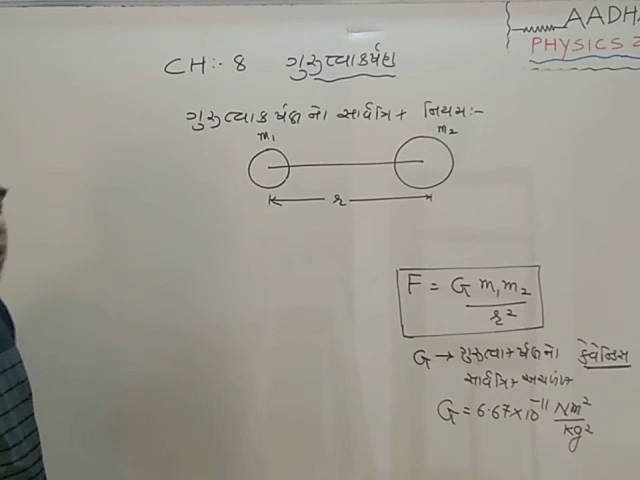 AADHA
PHYSICS Z
CH:- 8 ગુરુત્વાકર્ષણ
ગુરુત્વાકર્ષણનો સાર્વત્રિક નિયમ:-
m₁ m₂
r
F = G m₁m₂ / r²
G → ગુરુત્વાકર્ષણનો કેવેન્ડિસ
સાર્વત્રિક અચળાંક
G = 6.67×10⁻¹¹ Nm²/kg²